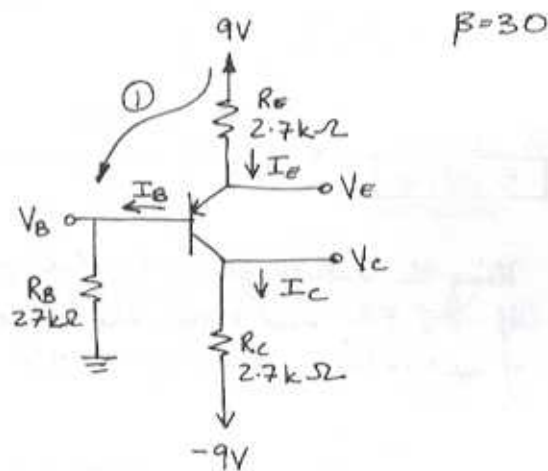 9V
β=30
①
RE
2.7kΩ
↓ IE
VE
IB
VB
VC
RB
27kΩ
↓ IC
RC
2.7kΩ
-9V